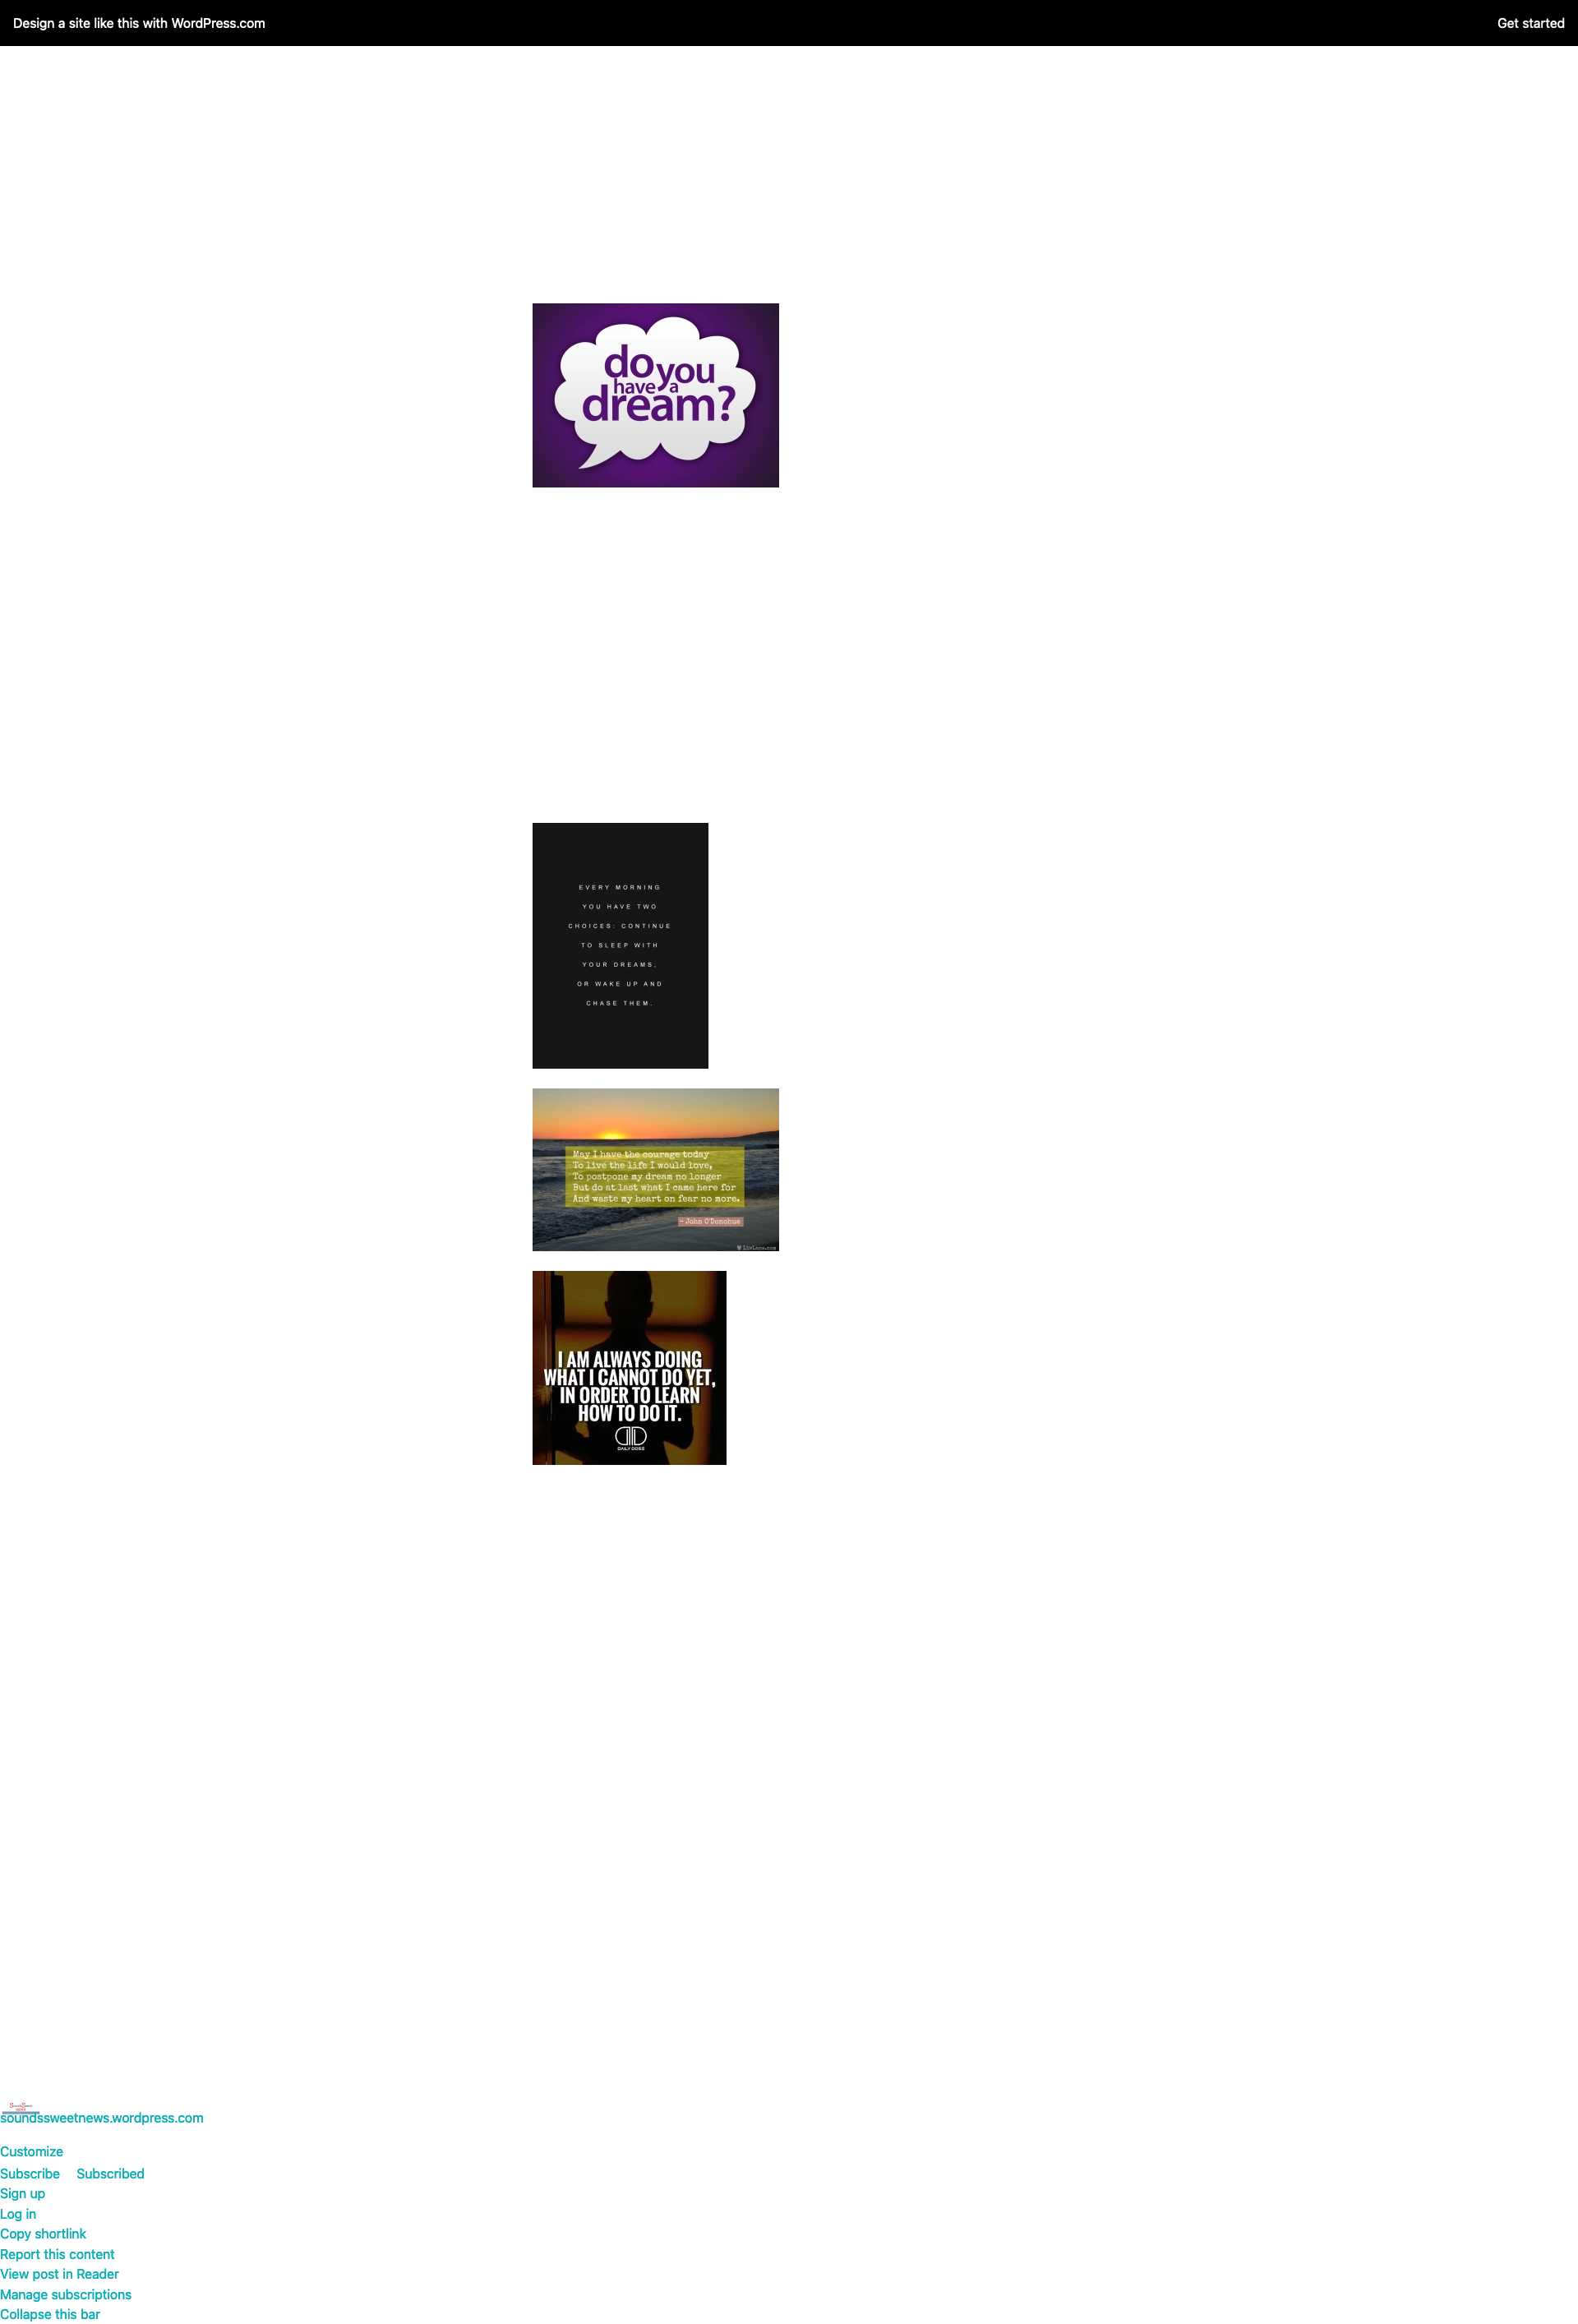 Design a site like this with WordPress.com
Get started
do you
have a
dream?
EVERY MORNING
YOU HAVE TWO
CHOICES: CONTINUE
TO SLEEP WITH
YOUR DREAMS,
OR WAKE UP AND
CHASE THEM.
May I have the courage today
To live the life I would love,
To postpone my dream no longer
But do at last what I came here for
And waste my heart on fear no more.
- John O'Donohue
LivLane.com
I AM ALWAYS DOING
WHAT I CANNOT DO YET,
IN ORDER TO LEARN
HOW TO DO IT.
DAILY DOSE
soundssweetnews.wordpress.com
Customize
Subscribe Subscribed
Sign up
Log in
Copy shortlink
Report this content
View post in Reader
Manage subscriptions
Collapse this bar